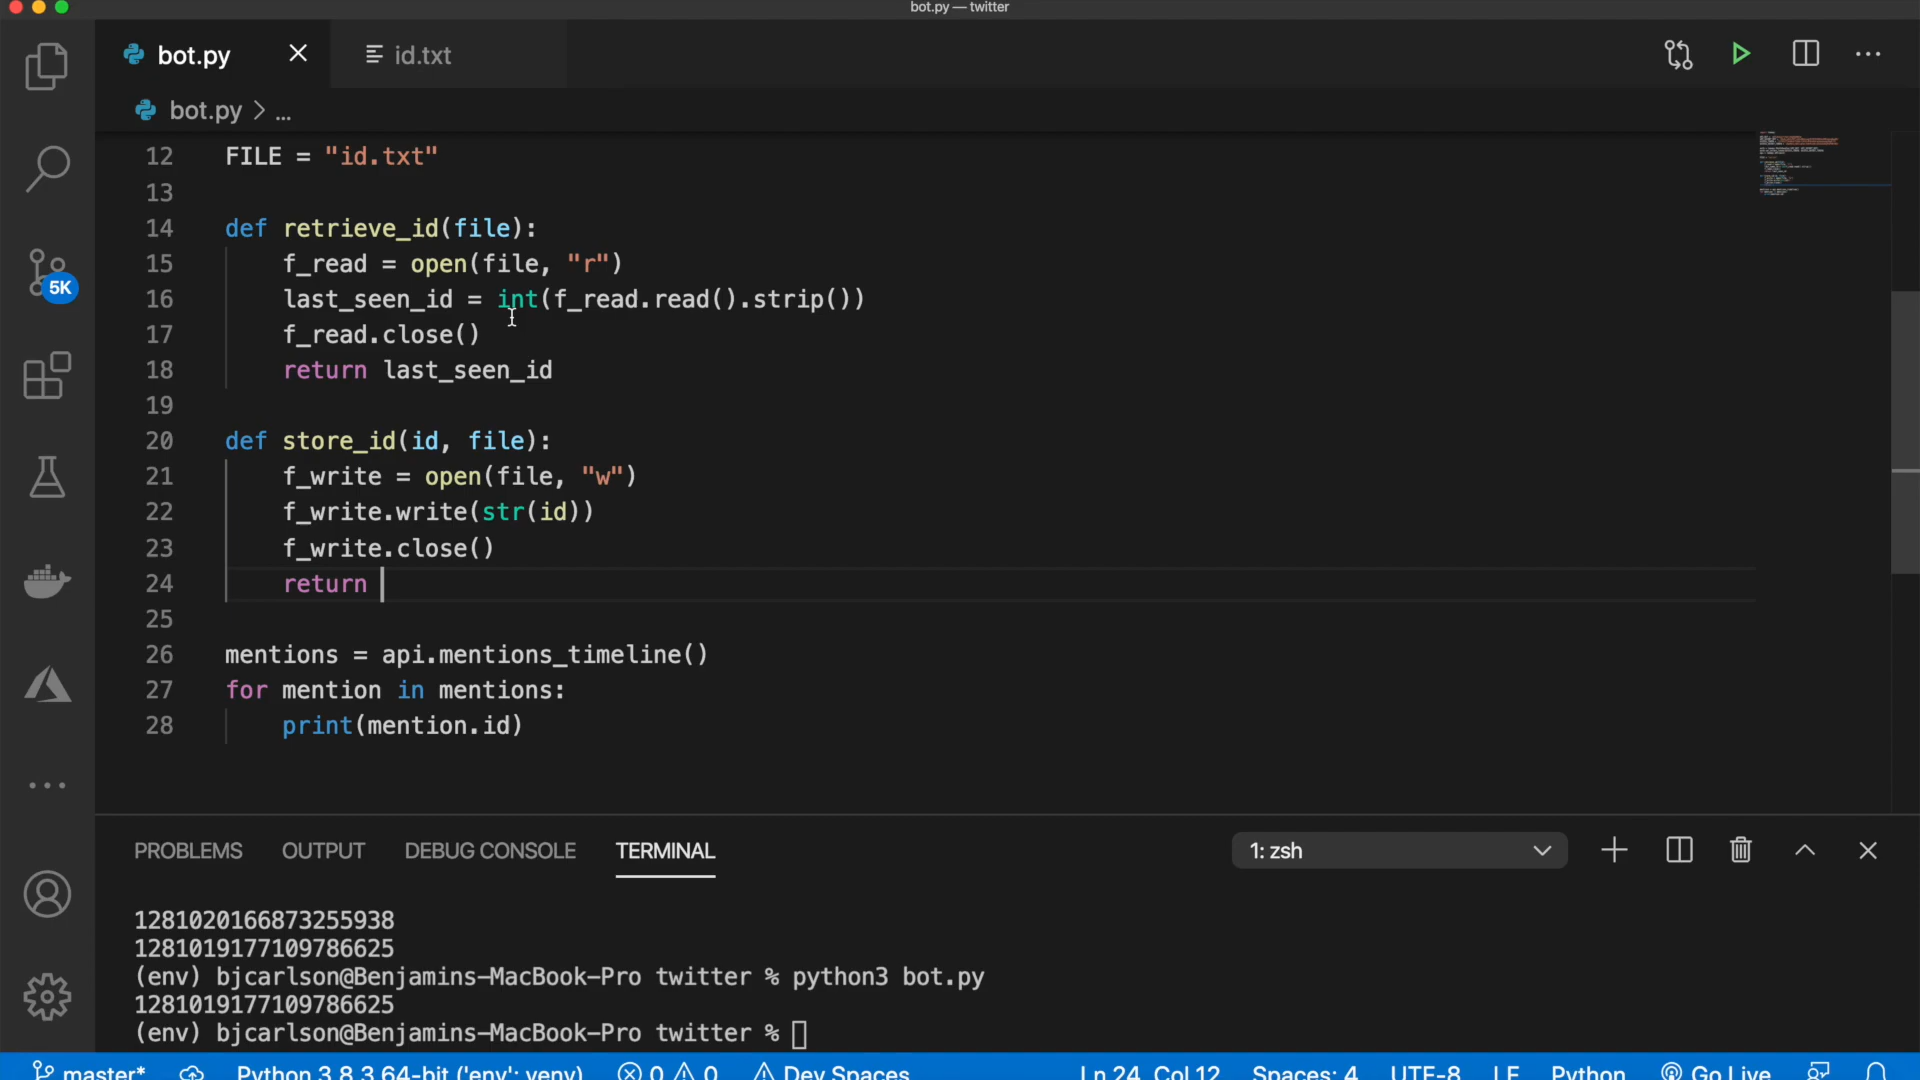 bot.py — twitter
bot.py
id.txt
bot.py > ...
12 FILE = "id.txt"
13
14 def retrieve_id(file):
15     f_read = open(file, "r")
16     last_seen_id = int(f_read.read().strip())
17     f_read.close()
18     return last_seen_id
19
20 def store_id(id, file):
21     f_write = open(file, "w")
22     f_write.write(str(id))
23     f_write.close()
24     return
25
26 mentions = api.mentions_timeline()
27 for mention in mentions:
28     print(mention.id)
5K
PROBLEMS OUTPUT DEBUG CONSOLE TERMINAL 1: zsh
1281020166873255938
1281019177109786625
(env) bjcarlson@Benjamins-MacBook-Pro twitter % python3 bot.py
1281019177109786625
(env) bjcarlson@Benjamins-MacBook-Pro twitter %
master* Python 3.8.3 64-bit ('env': venv) 0 0 Dev Spaces Ln 24, Col 12 Spaces: 4 UTF-8 LF Python Go Live